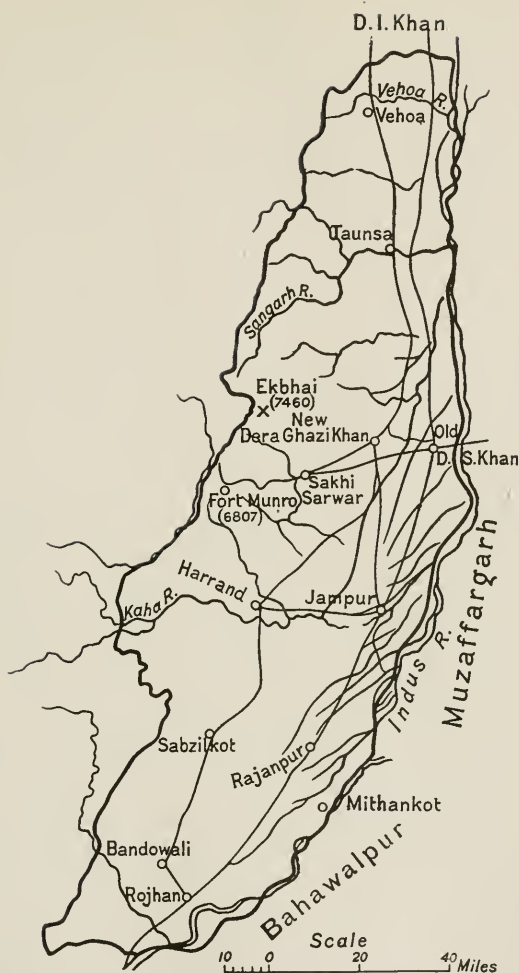 D.I.Khan
Vehoa R.
Vehoa
Taunsa
Sangarh R.
Ekbhai
(7460)
New
Dera Ghazi Khan
Old
D.S.Khan
Sakhi
Sarwar
Fort Munro
(6807)
Harrand
Jampur
Kaha R.
Indus R.
Muzaffargarh
Sabzilkot
Rajanpur
Mithankot
Bandowali
Rojhan
Bahawalpur
Scale
10 0 20 40 Miles